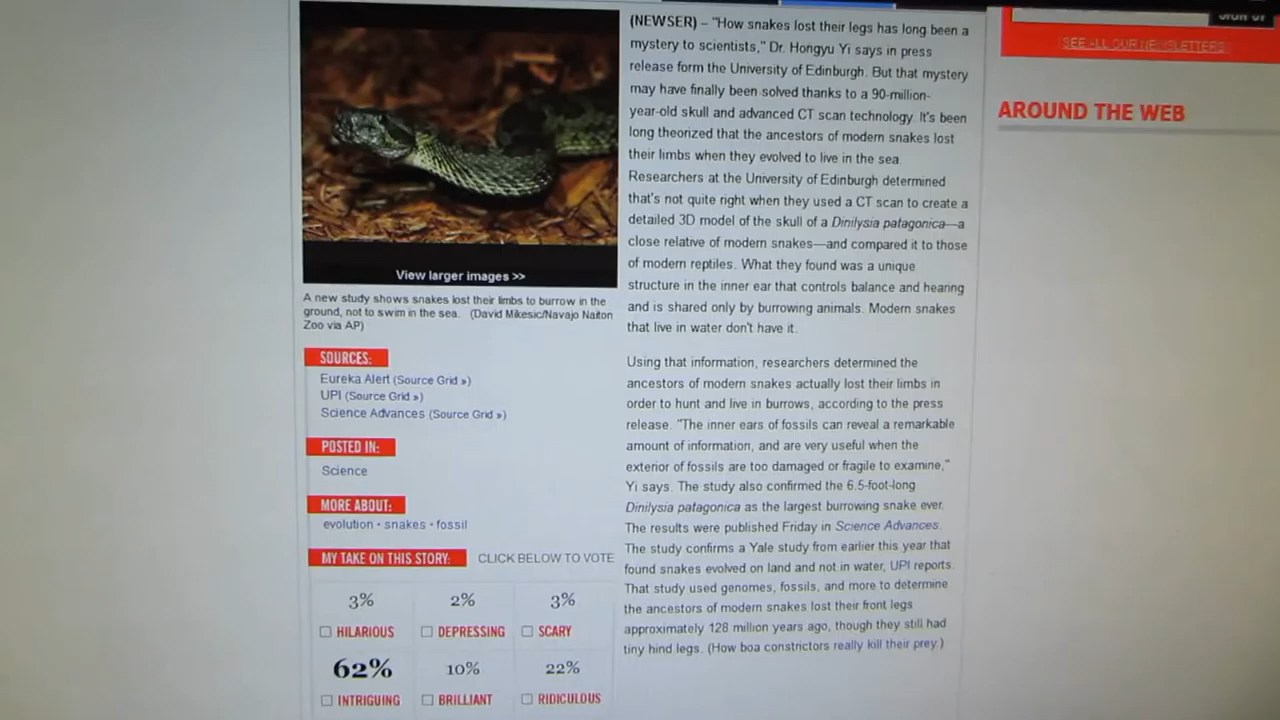 SIGN UP
[SEE ALL OUR NEWSLETTERS]
AROUND THE WEB
View larger images >>
A new study shows snakes lost their limbs to burrow in the
ground, not to swim in the sea. (David Mikesic/Navajo Naiton
Zoo via AP)
SOURCES:
Eureka Alert (Source Grid »)
UPI (Source Grid »)
Science Advances (Source Grid »)
POSTED IN:
Science
MORE ABOUT:
evolution • snakes • fossil
MY TAKE ON THIS STORY: CLICK BELOW TO VOTE
3% 2% 3%
HILARIOUS DEPRESSING SCARY
62% 10% 22%
INTRIGUING BRILLIANT RIDICULOUS
(NEWSER) – "How snakes lost their legs has long been a
mystery to scientists," Dr. Hongyu Yi says in press
release form the University of Edinburgh. But that mystery
may have finally been solved thanks to a 90-million-
year-old skull and advanced CT scan technology. It's been
long theorized that the ancestors of modern snakes lost
their limbs when they evolved to live in the sea.
Researchers at the University of Edinburgh determined
that's not quite right when they used a CT scan to create a
detailed 3D model of the skull of a Dinilysia patagonica—a
close relative of modern snakes—and compared it to those
of modern reptiles. What they found was a unique
structure in the inner ear that controls balance and hearing
and is shared only by burrowing animals. Modern snakes
that live in water don't have it.
Using that information, researchers determined the
ancestors of modern snakes actually lost their limbs in
order to hunt and live in burrows, according to the press
release. "The inner ears of fossils can reveal a remarkable
amount of information, and are very useful when the
exterior of fossils are too damaged or fragile to examine,"
Yi says. The study also confirmed the 6.5-foot-long
Dinilysia patagonica as the largest burrowing snake ever.
The results were published Friday in Science Advances.
The study confirms a Yale study from earlier this year that
found snakes evolved on land and not in water, UPI reports.
That study used genomes, fossils, and more to determine
the ancestors of modern snakes lost their front legs
approximately 128 million years ago, though they still had
tiny hind legs. (How boa constrictors really kill their prey.)